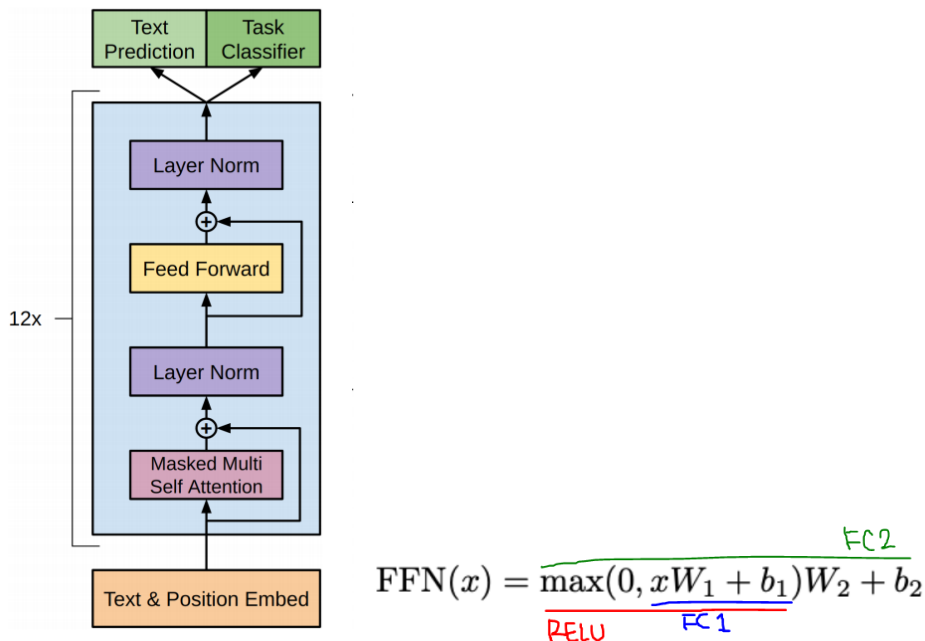 Text
Prediction
Task
Classifier
Layer Norm
Feed Forward
12x
Layer Norm
Masked Multi
Self Attention
Text & Position Embed
FC2
FFN(x) = max(0, xW₁ + b₁)W₂ + b₂
RELU
FC1